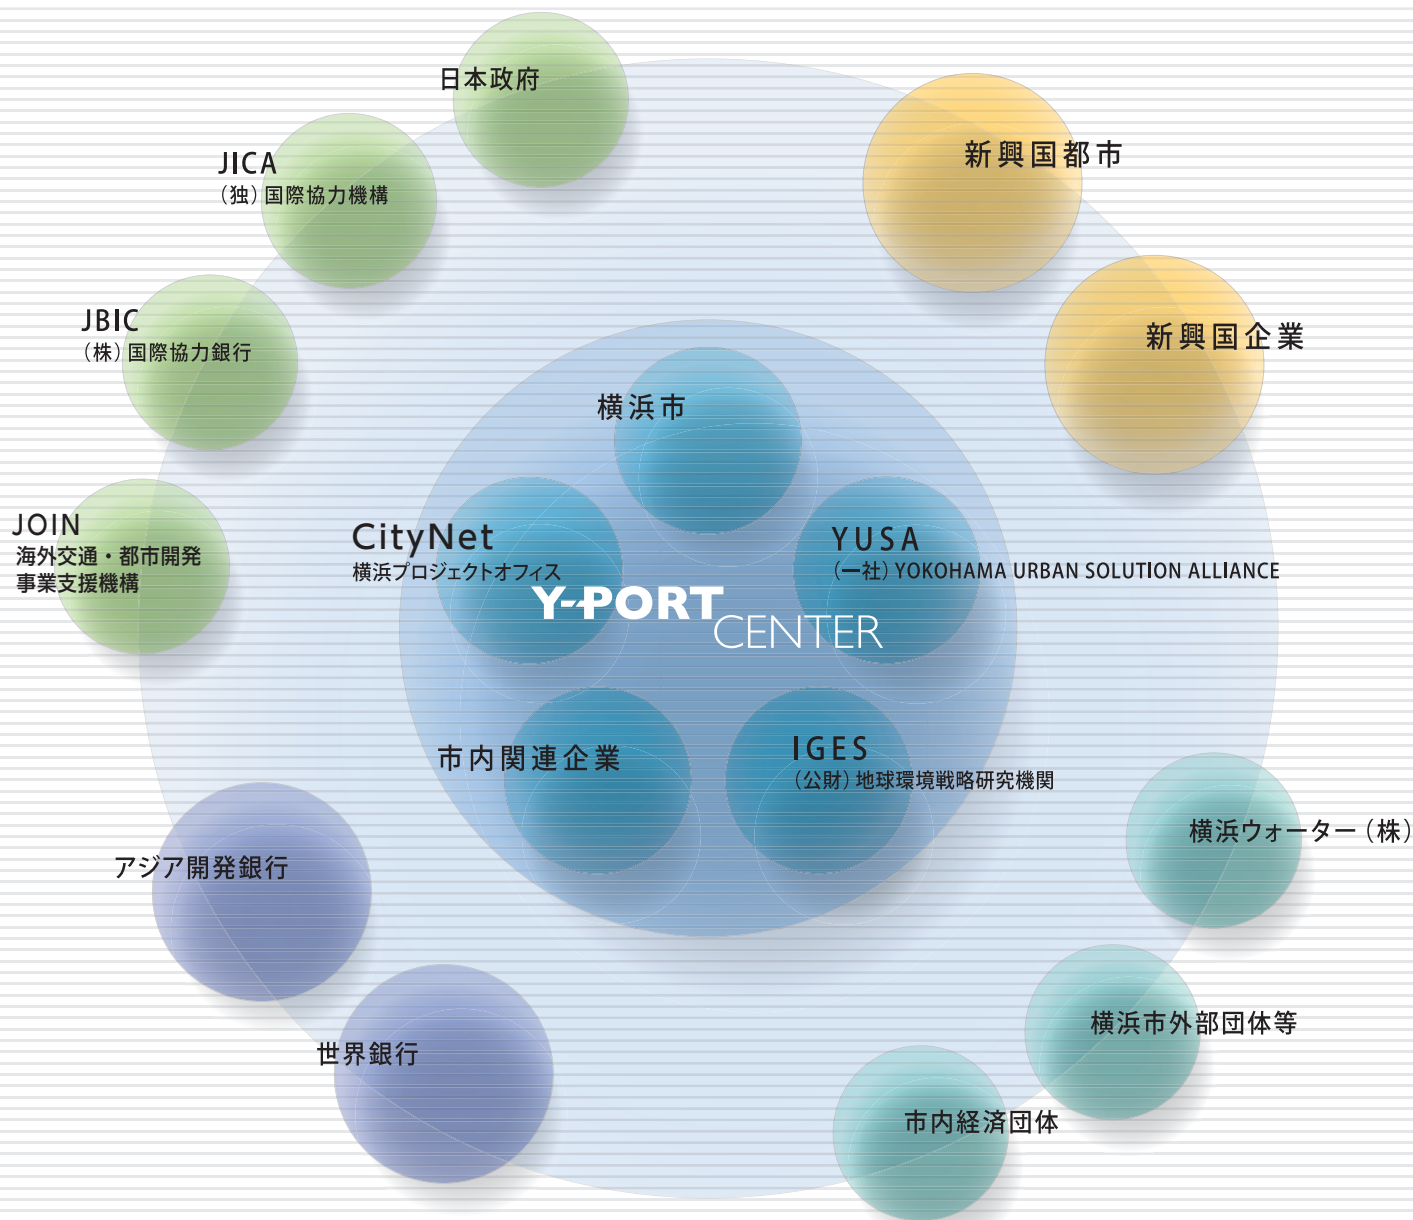 日本政府
新興国都市
JICA
（独）国際協力機構
JBIC
（株）国際協力銀行
新興国企業
横浜市
JOIN
海外交通・都市開発
事業支援機構
CityNet
横浜プロジェクトオフィス
YUSA
（一社）YOKOHAMA URBAN SOLUTION ALLIANCE
Y-PORT
CENTER
市内関連企業
IGES
（公財）地球環境戦略研究機関
横浜ウォーター（株）
アジア開発銀行
横浜市外部団体等
世界銀行
市内経済団体